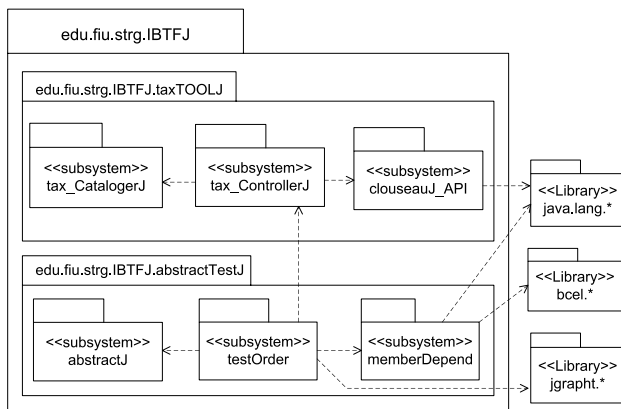 edu.fiu.strg.IBTFJ
edu.fiu.strg.IBTFJ.taxTOOLJ
<<subsystem>>
tax_CatalogerJ
<<subsystem>>
tax_ControllerJ
<<subsystem>>
clouseauJ_API
<<Library>>
java.lang.*
edu.fiu.strg.IBTFJ.abstractTestJ
<<Library>>
bcel.*
<<subsystem>>
abstractJ
<<subsystem>>
testOrder
<<subsystem>>
memberDepend
<<Library>>
jgrapht.*